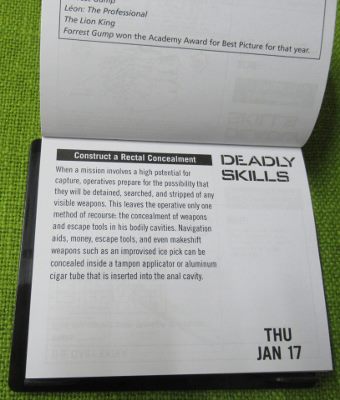 Forrest Gump
Léon: The Professional
The Lion King
Forrest Gump won the Academy Award for Best Picture for that year.
Construct a Rectal Concealment
DEADLY
SKILLS
When a mission involves a high potential for
capture, operatives prepare for the possibility that
they will be detained, searched, and stripped of any
visible weapons. This leaves the operative only one
method of recourse: the concealment of weapons
and escape tools in his bodily cavities. Navigation
aids, money, escape tools, and even makeshift
weapons such as an improvised ice pick can be
concealed inside a tampon applicator or aluminum
cigar tube that is inserted into the anal cavity.
THU
JAN 17